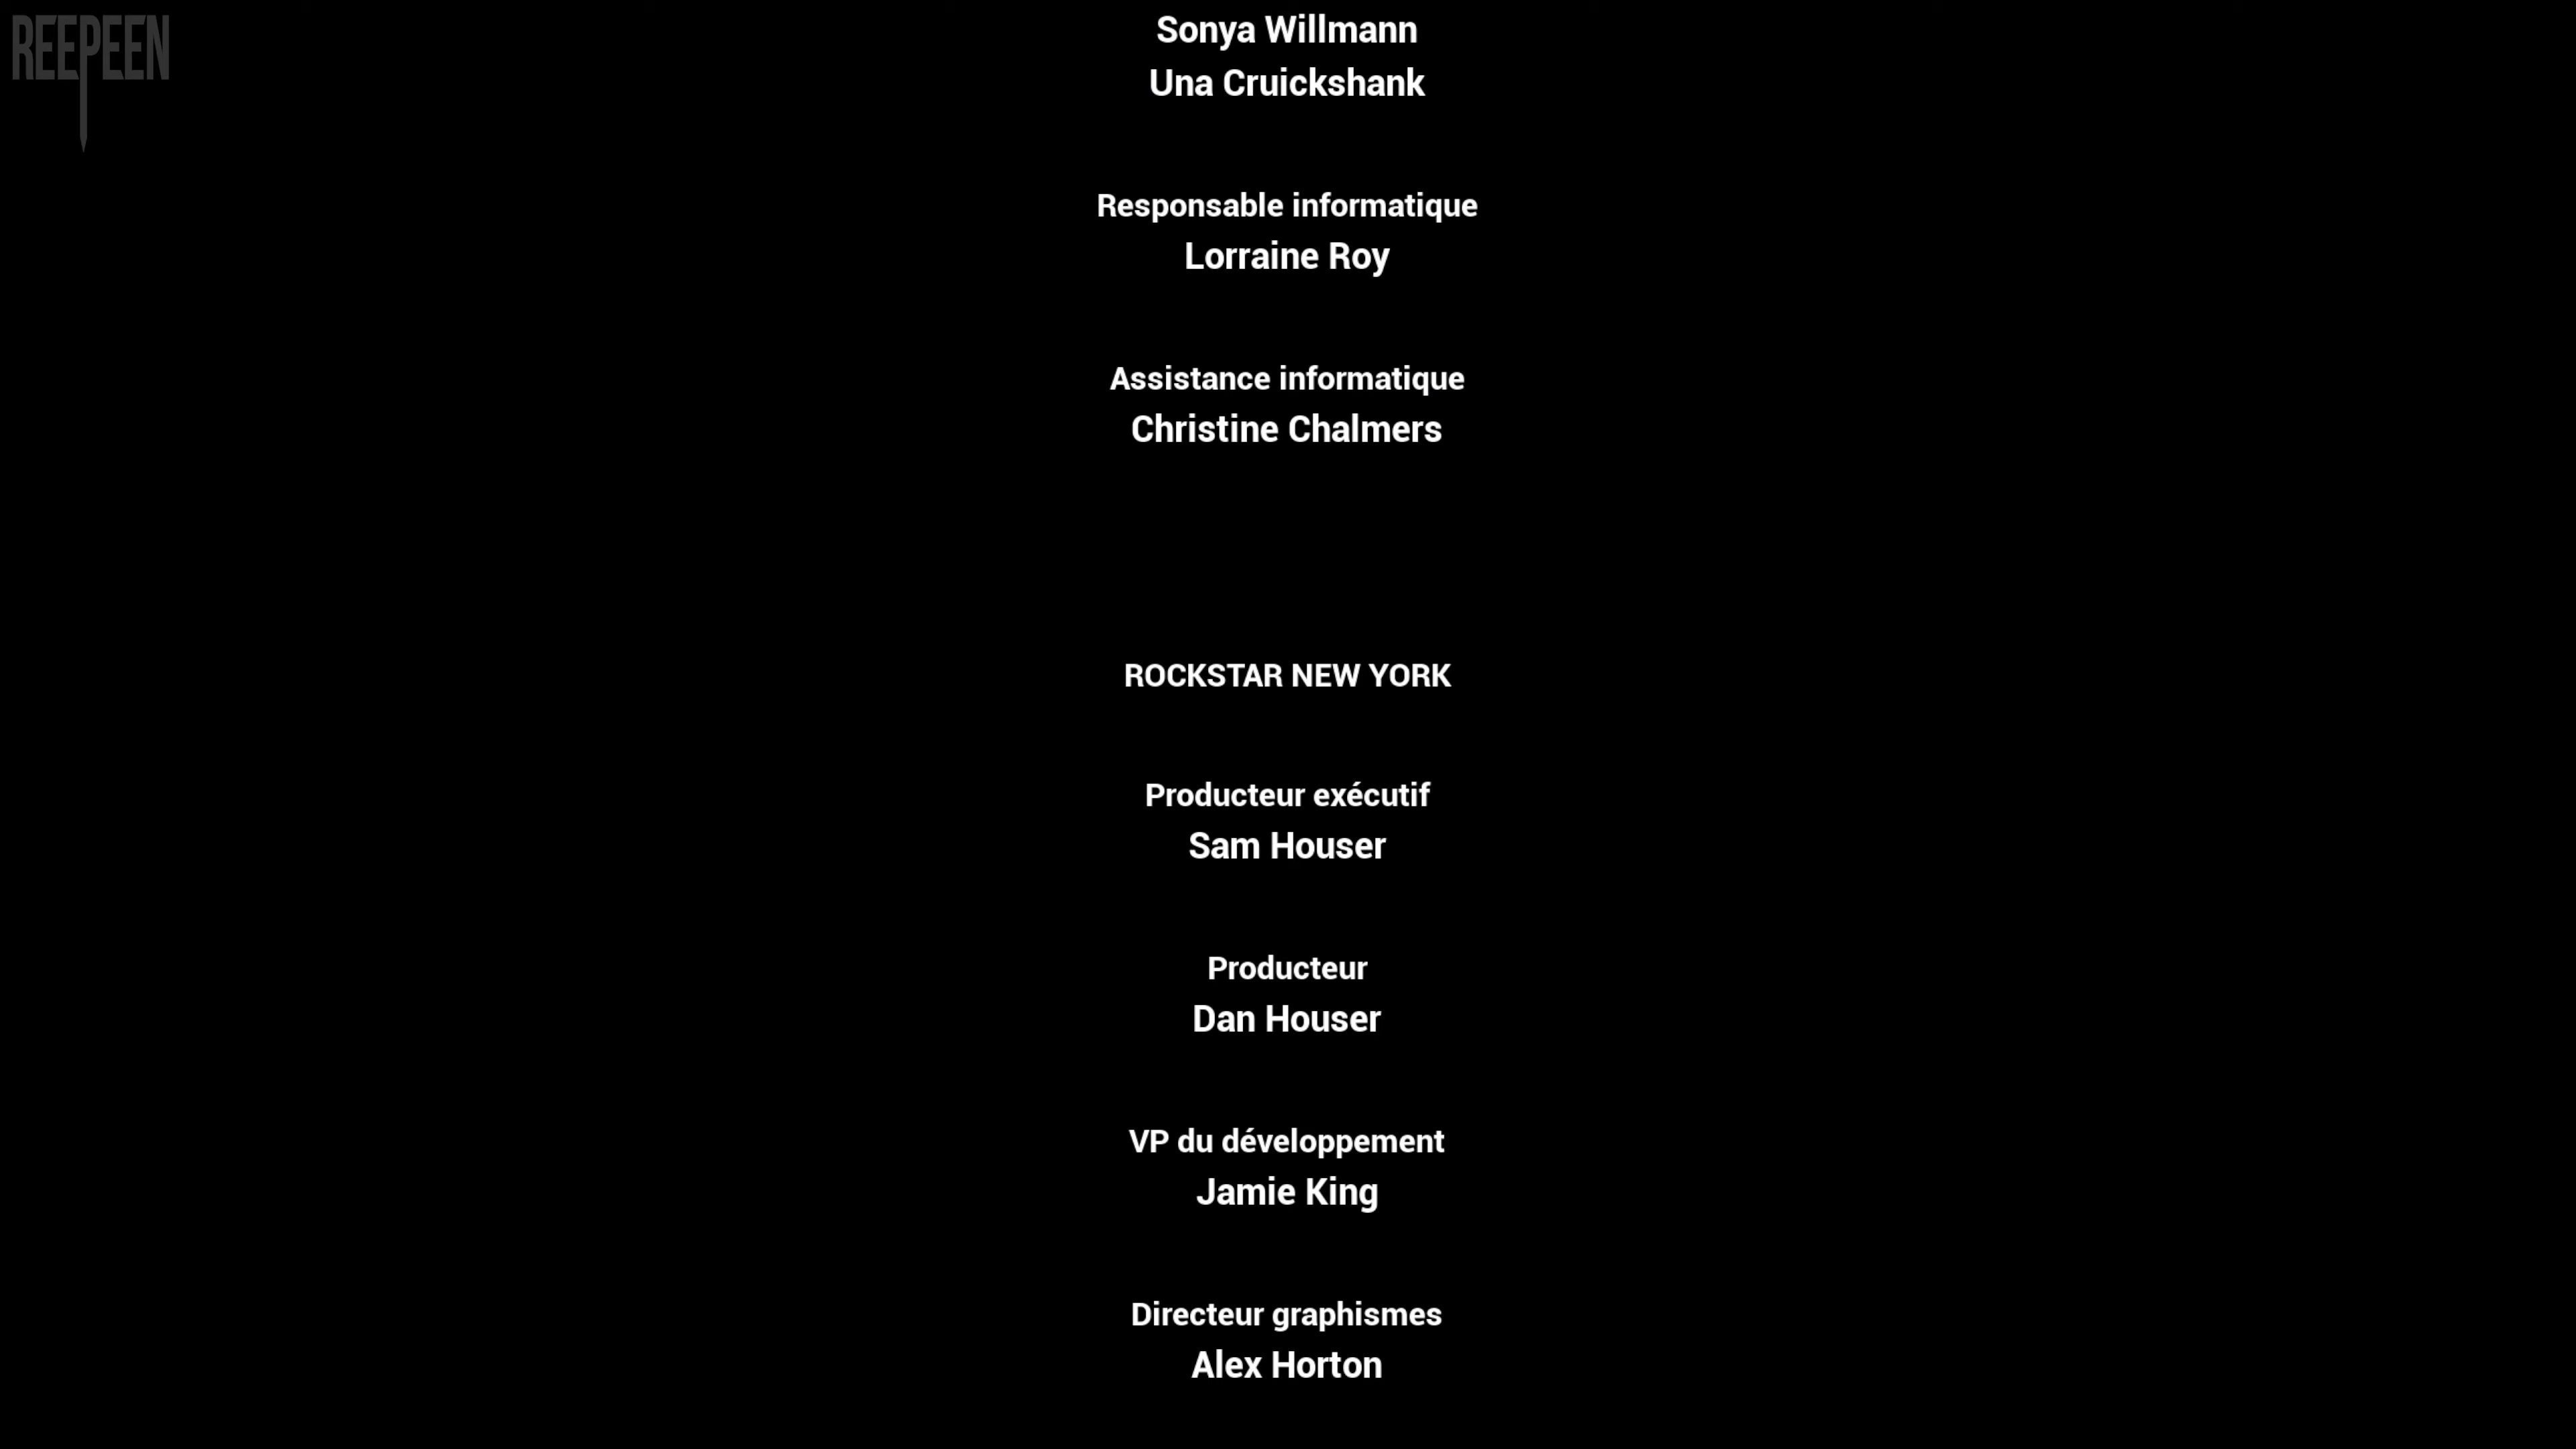 REEPEEN
Sonya Willmann
Una Cruickshank
Responsable informatique
Lorraine Roy
Assistance informatique
Christine Chalmers
ROCKSTAR NEW YORK
Producteur exécutif
Sam Houser
Producteur
Dan Houser
VP du développement
Jamie King
Directeur graphismes
Alex Horton